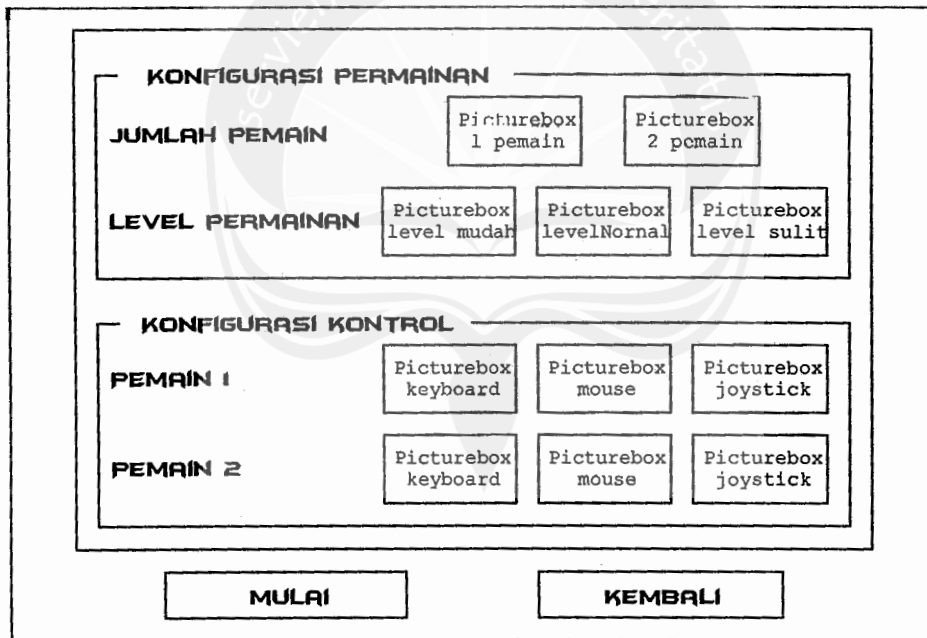 KONFIGURASI PERMAINAN
JUMLAH PEMAIN
Picturebox
1 pemain
Picturebox
2 pemain
LEVEL PERMAINAN
Picturebox
level mudah
Picturebox
levelNornal
Picturebox
level sulit
KONFIGURASI KONTROL
PEMAIN 1
Picturebox
keyboard
Picturebox
mouse
Picturebox
joystick
PEMAIN 2
Picturebox
keyboard
Picturebox
mouse
Picturebox
joystick
MULAI
KEMBALI